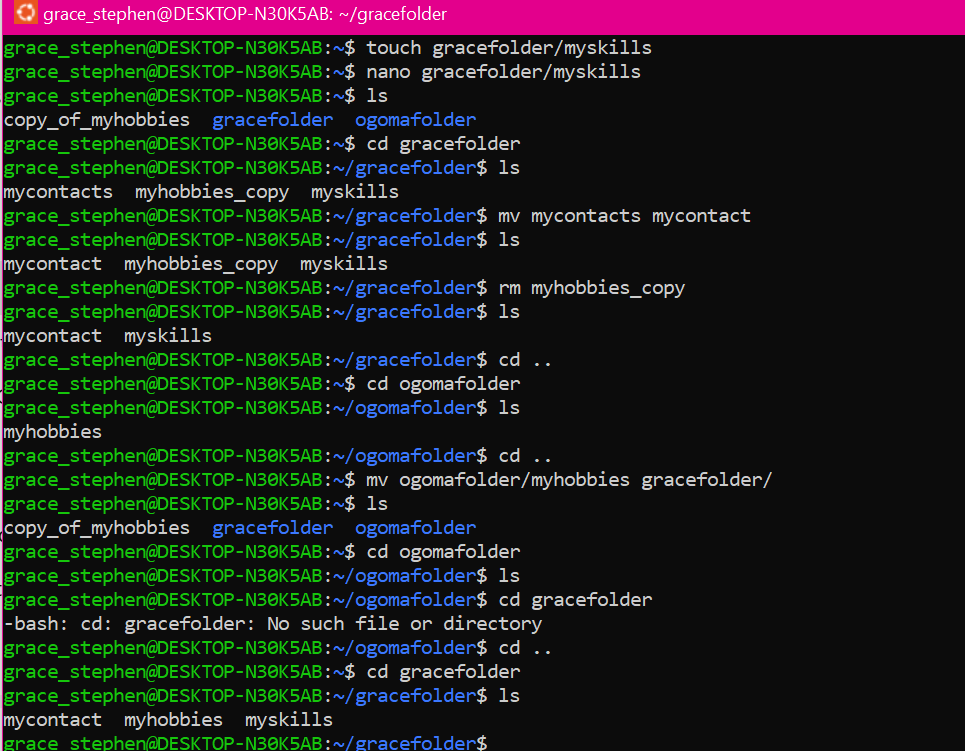 grace_stephen@DESKTOP-N30K5AB: ~/gracefolder
grace_stephen@DESKTOP-N30K5AB:~$ touch gracefolder/myskills
grace_stephen@DESKTOP-N30K5AB:~$ nano gracefolder/myskills
grace_stephen@DESKTOP-N30K5AB:~$ ls
copy_of_myhobbies  gracefolder  ogomafolder
grace_stephen@DESKTOP-N30K5AB:~$ cd gracefolder
grace_stephen@DESKTOP-N30K5AB:~/gracefolder$ ls
mycontacts  myhobbies_copy  myskills
grace_stephen@DESKTOP-N30K5AB:~/gracefolder$ mv mycontacts mycontact
grace_stephen@DESKTOP-N30K5AB:~/gracefolder$ ls
mycontact  myhobbies_copy  myskills
grace_stephen@DESKTOP-N30K5AB:~/gracefolder$ rm myhobbies_copy
grace_stephen@DESKTOP-N30K5AB:~/gracefolder$ ls
mycontact  myskills
grace_stephen@DESKTOP-N30K5AB:~/gracefolder$ cd ..
grace_stephen@DESKTOP-N30K5AB:~$ cd ogomafolder
grace_stephen@DESKTOP-N30K5AB:~/ogomafolder$ ls
myhobbies
grace_stephen@DESKTOP-N30K5AB:~/ogomafolder$ cd ..
grace_stephen@DESKTOP-N30K5AB:~$ mv ogomafolder/myhobbies gracefolder/
grace_stephen@DESKTOP-N30K5AB:~$ ls
copy_of_myhobbies  gracefolder  ogomafolder
grace_stephen@DESKTOP-N30K5AB:~$ cd ogomafolder
grace_stephen@DESKTOP-N30K5AB:~/ogomafolder$ ls
grace_stephen@DESKTOP-N30K5AB:~/ogomafolder$ cd gracefolder
-bash: cd: gracefolder: No such file or directory
grace_stephen@DESKTOP-N30K5AB:~/ogomafolder$ cd ..
grace_stephen@DESKTOP-N30K5AB:~$ cd gracefolder
grace_stephen@DESKTOP-N30K5AB:~/gracefolder$ ls
mycontact  myhobbies  myskills
grace_stephen@DESKTOP-N30K5AB:~/gracefolder$